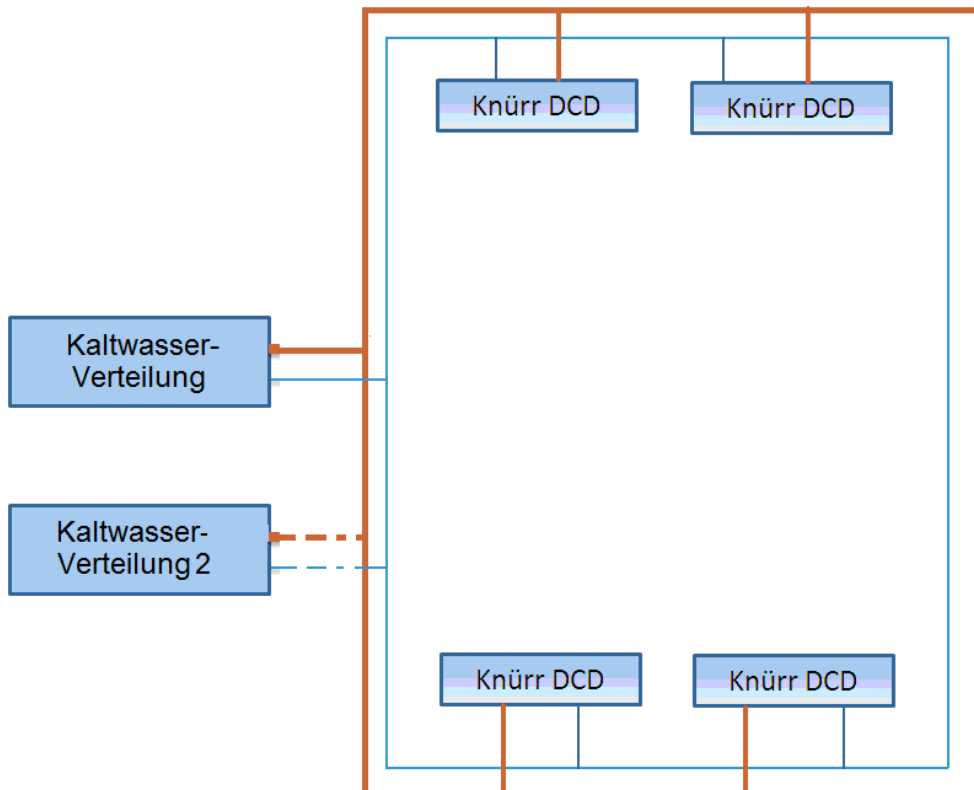 Knürr DCD
Knürr DCD
Kaltwasser-
Verteilung
Kaltwasser-
Verteilung 2
Knürr DCD
Knürr DCD